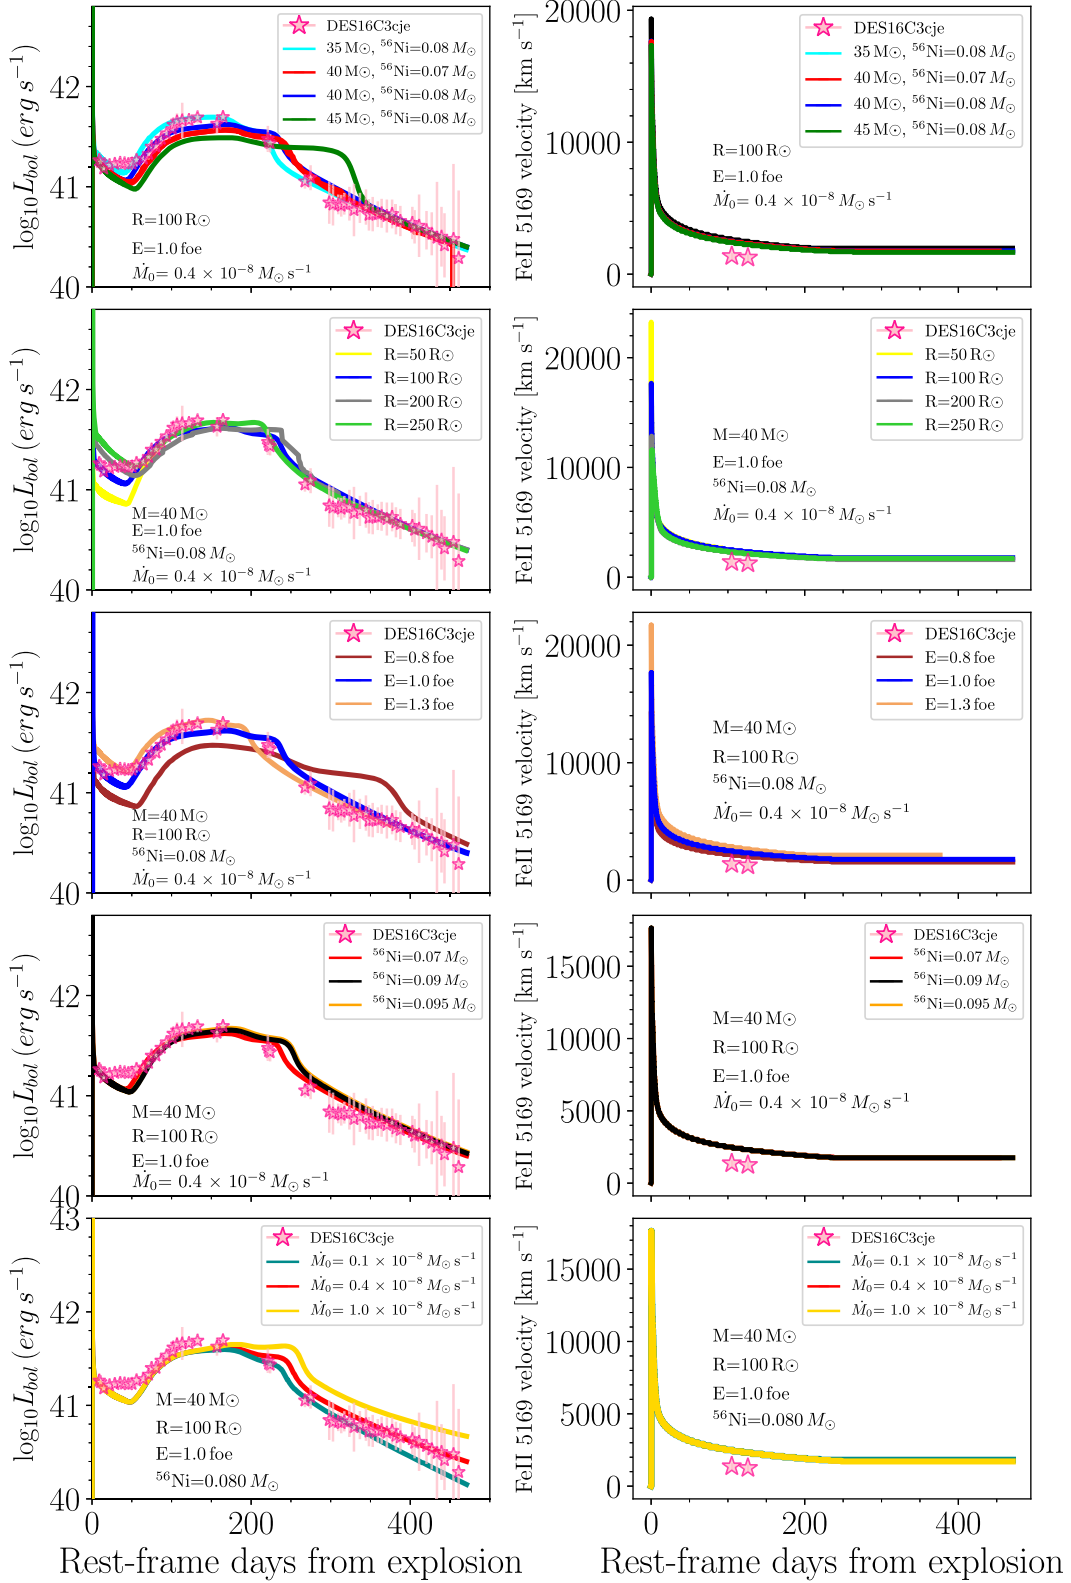 DES16C3cje
35 M⊙, ⁵⁶Ni=0.08 M⊙
40 M⊙, ⁵⁶Ni=0.07 M⊙
40 M⊙, ⁵⁶Ni=0.08 M⊙
45 M⊙, ⁵⁶Ni=0.08 M⊙
R=100 R⊙
E=1.0 foe
Ṁ₀= 0.4 × 10⁻⁸ M⊙ s⁻¹
42
41
40
log₁₀L_bol (erg s⁻¹)
DES16C3cje
35 M⊙, ⁵⁶Ni=0.08 M⊙
40 M⊙, ⁵⁶Ni=0.07 M⊙
40 M⊙, ⁵⁶Ni=0.08 M⊙
45 M⊙, ⁵⁶Ni=0.08 M⊙
R=100 R⊙
E=1.0 foe
Ṁ₀= 0.4 × 10⁻⁸ M⊙ s⁻¹
20000
10000
0
FeII 5169 velocity [km s⁻¹]
DES16C3cje
R=50 R⊙
R=100 R⊙
R=200 R⊙
R=250 R⊙
M=40 M⊙
E=1.0 foe
⁵⁶Ni=0.08 M⊙
Ṁ₀= 0.4 × 10⁻⁸ M⊙ s⁻¹
42
41
40
log₁₀L_bol (erg s⁻¹)
DES16C3cje
R=50 R⊙
R=100 R⊙
R=200 R⊙
R=250 R⊙
M=40 M⊙
E=1.0 foe
⁵⁶Ni=0.08 M⊙
Ṁ₀= 0.4 × 10⁻⁸ M⊙ s⁻¹
20000
10000
0
FeII 5169 velocity [km s⁻¹]
DES16C3cje
E=0.8 foe
E=1.0 foe
E=1.3 foe
M=40 M⊙
R=100 R⊙
⁵⁶Ni=0.08 M⊙
Ṁ₀= 0.4 × 10⁻⁸ M⊙ s⁻¹
42
41
40
log₁₀L_bol (erg s⁻¹)
DES16C3cje
E=0.8 foe
E=1.0 foe
E=1.3 foe
M=40 M⊙
R=100 R⊙
⁵⁶Ni=0.08 M⊙
Ṁ₀= 0.4 × 10⁻⁸ M⊙ s⁻¹
20000
10000
0
FeII 5169 velocity [km s⁻¹]
DES16C3cje
⁵⁶Ni=0.07 M⊙
⁵⁶Ni=0.09 M⊙
⁵⁶Ni=0.095 M⊙
M=40 M⊙
R=100 R⊙
E=1.0 foe
Ṁ₀= 0.4 × 10⁻⁸ M⊙ s⁻¹
42
41
40
log₁₀L_bol (erg s⁻¹)
DES16C3cje
⁵⁶Ni=0.07 M⊙
⁵⁶Ni=0.09 M⊙
⁵⁶Ni=0.095 M⊙
M=40 M⊙
R=100 R⊙
E=1.0 foe
Ṁ₀= 0.4 × 10⁻⁸ M⊙ s⁻¹
15000
10000
5000
0
FeII 5169 velocity [km s⁻¹]
DES16C3cje
Ṁ₀= 0.1 × 10⁻⁸ M⊙ s⁻¹
Ṁ₀= 0.4 × 10⁻⁸ M⊙ s⁻¹
Ṁ₀= 1.0 × 10⁻⁸ M⊙ s⁻¹
M=40 M⊙
R=100 R⊙
E=1.0 foe
⁵⁶Ni=0.080 M⊙
43
42
41
40
log₁₀L_bol (erg s⁻¹)
0 200 400
Rest-frame days from explosion
DES16C3cje
Ṁ₀= 0.1 × 10⁻⁸ M⊙ s⁻¹
Ṁ₀= 0.4 × 10⁻⁸ M⊙ s⁻¹
Ṁ₀= 1.0 × 10⁻⁸ M⊙ s⁻¹
M=40 M⊙
R=100 R⊙
E=1.0 foe
⁵⁶Ni=0.080 M⊙
15000
10000
5000
0
FeII 5169 velocity [km s⁻¹]
0 200 400
Rest-frame days from explosion